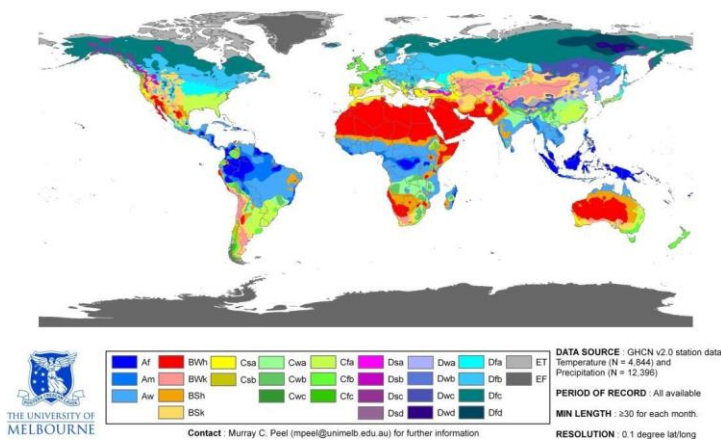 Af BWh Csa Cwa Cfa Dsa Dwa Dfa ET
Am BWk Csb Cwb Cfb Dsb Dwb Dfb EF
Aw BSh Cwc Cfc Dsc Dwc Dfc
BSk Dsd Dwd Dfd
DATA SOURCE : GHCN v2.0 station data
Temperature (N = 4,844) and
Precipitation (N = 12,396)
PERIOD OF RECORD : All available
MIN LENGTH : ≥30 for each month.
RESOLUTION : 0.1 degree lat/long
THE UNIVERSITY OF
MELBOURNE
Contact : Murray C. Peel (mpeel@unimelb.edu.au) for further information